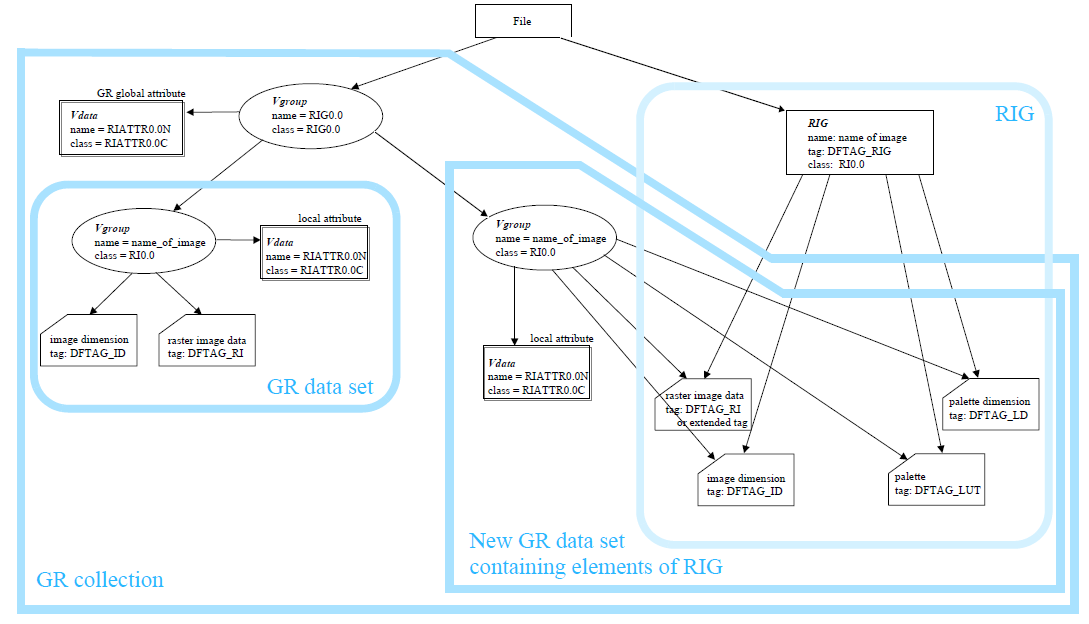 File
GR global attribute
Vdata
name = RIATTR0.0N
class = RIATTR0.0C
Vgroup
name = RIG0.0
class = RIG0.0
RIG
RIG
name: name of image
tag: DFTAG_RIG
class:  RI0.0
Vgroup
name = name_of_image
class = RI0.0
local attribute
Vdata
name = RIATTR0.0N
class = RIATTR0.0C
image dimension
tag: DFTAG_ID
raster image data
tag: DFTAG_RI
GR data set
Vgroup
name = name_of_image
class = RI0.0
local attribute
Vdata
name = RIATTR0.0N
class = RIATTR0.0C
raster image data
tag: DFTAG_RI
or extended tag
palette dimension
tag: DFTAG_LD
image dimension
tag: DFTAG_ID
palette
tag: DFTAG_LUT
New GR data set
containing elements of RIG
GR collection